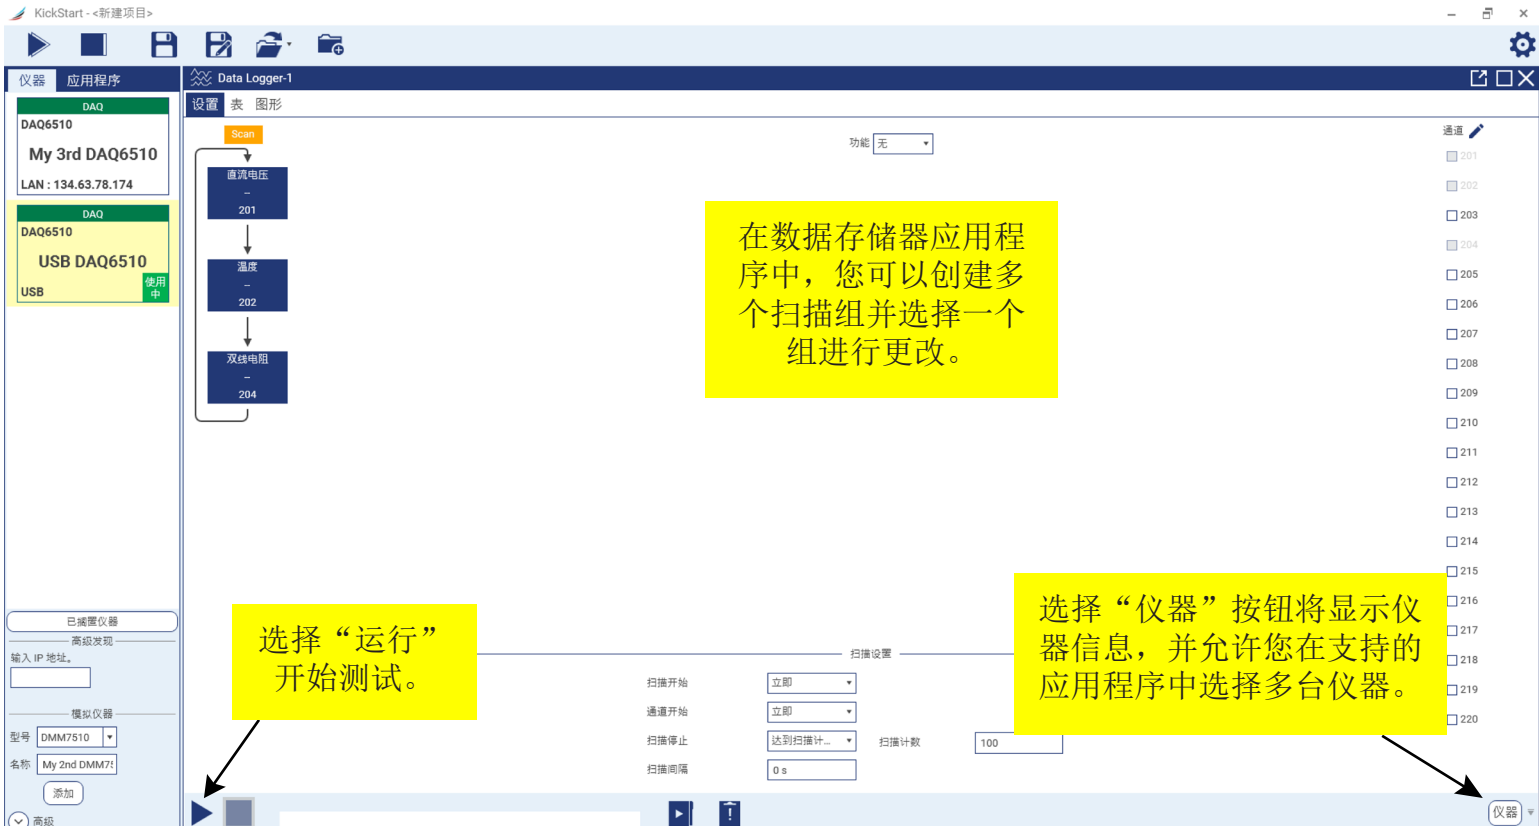 KickStart - <新建项目>
仪器 应用程序
DAQ
DAQ6510
My 3rd DAQ6510
LAN : 134.63.78.174
DAQ
DAQ6510
USB DAQ6510
USB
使用中
已搁置仪器
高级发现
输入 IP 地址。
模拟仪器
型号 DMM7510
名称 My 2nd DMM75
添加
高级
Data Logger-1
设置 表 图形
Scan
直流电压
--
201
温度
--
202
双线电阻
--
204
功能 无
在数据存储器应用程
序中，您可以创建多
个扫描组并选择一个
组进行更改。
选择“运行”
开始测试。
扫描设置
扫描开始 立即
通道开始 立即
扫描停止 达到扫描计... 扫描计数 100
扫描间隔 0 s
选择“仪器”按钮将显示仪
器信息，并允许您在支持的
应用程序中选择多台仪器。
通道
201
202
203
204
205
206
207
208
209
210
211
212
213
214
215
216
217
218
219
220
仪器